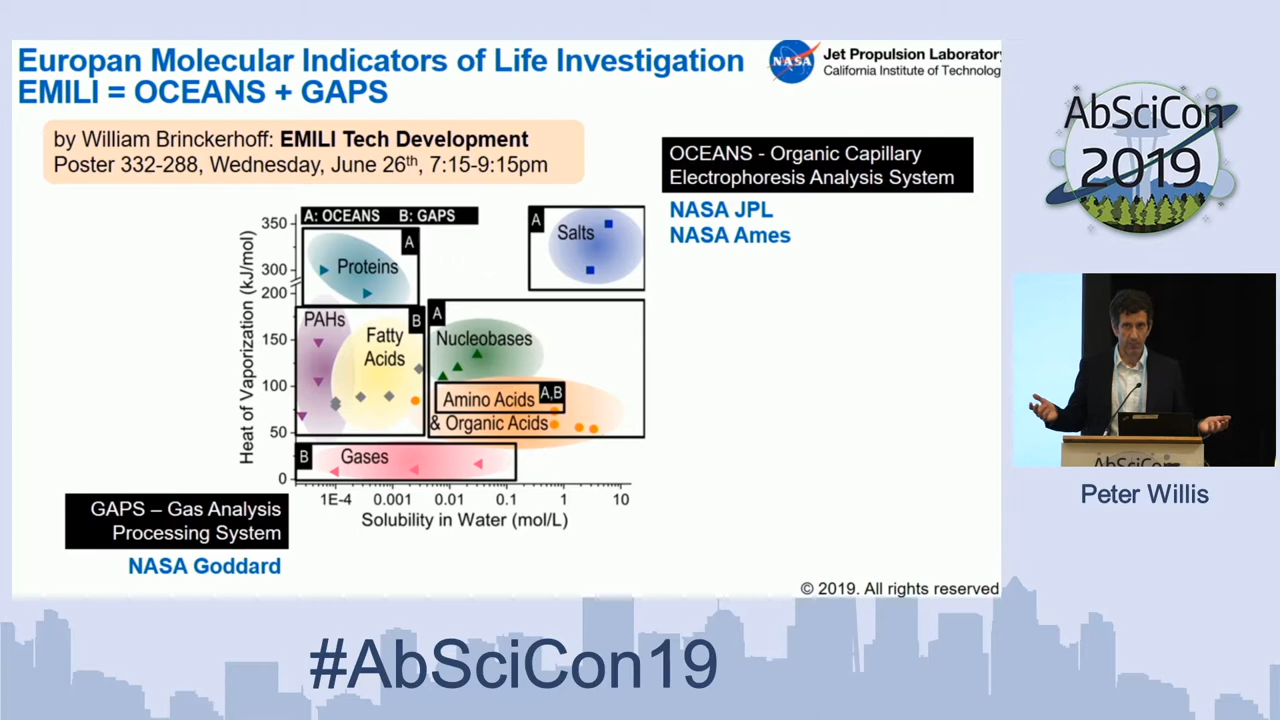 Europan Molecular Indicators of Life Investigation
EMILI = OCEANS + GAPS
NASA
Jet Propulsion Laboratory
California Institute of Technolog
by William Brinckerhoff: EMILI Tech Development
Poster 332-288, Wednesday, June 26th, 7:15-9:15pm
OCEANS - Organic Capillary
Electrophoresis Analysis System
NASA JPL
NASA Ames
A: OCEANS B: GAPS
Heat of Vaporization (kJ/mol)
350
300
200
150
100
50
0
A
Proteins
A
Salts
PAHs
B
Fatty
Acids
A
Nucleobases
Amino Acids
A,B
& Organic Acids
B
Gases
1E-4
0.001
0.01
0.1
1
10
Solubility in Water (mol/L)
GAPS – Gas Analysis
Processing System
NASA Goddard
© 2019. All rights reserved
AbSciCon
2019
AbSciCon
Peter Willis
#AbSciCon19